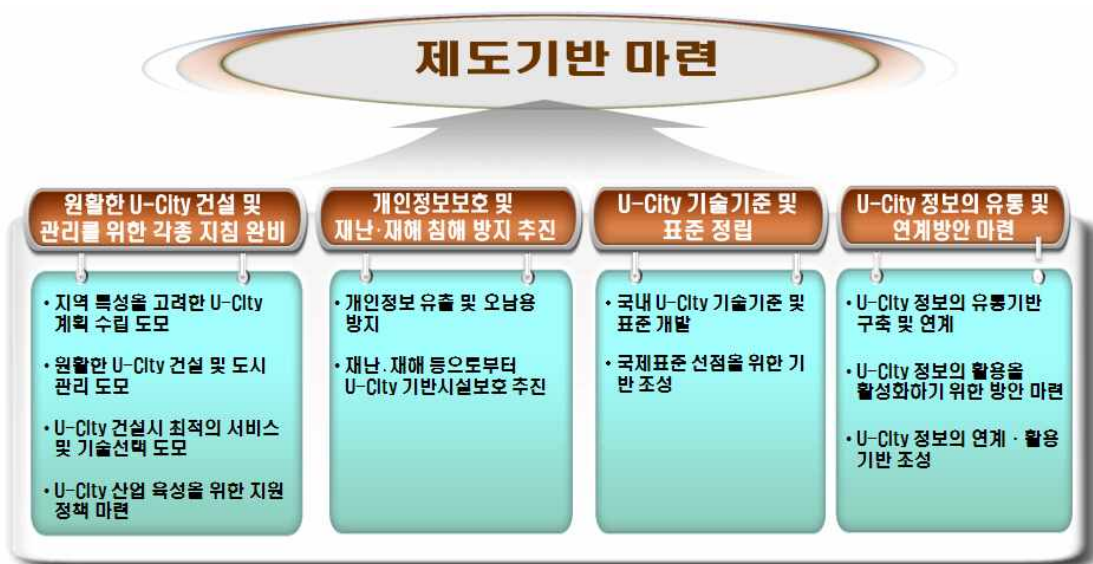 제도기반 마련
원활한 U-City 건설 및
관리를 위한 각종 지침 완비
• 지역 특성을 고려한 U-City
계획 수립 도모
• 원활한 U-City 건설 및 도시
관리 도모
• U-City 건설시 최적의 서비스
및 기술선택 도모
• U-City 산업 육성을 위한 지원
정책 마련
개인정보보호 및
재난·재해 침해 방지 추진
• 개인정보 유출 및 오남용
방지
• 재난·재해 등으로부터
U-City 기반시설보호 추진
U-City 기술기준 및
표준 정립
• 국내 U-City 기술기준 및
표준 개발
• 국제표준 선점을 위한 기
반 조성
U-City 정보의 유통 및
연계방안 마련
• U-City 정보의 유통기반
구축 및 연계
• U-City 정보의 활용을
활성화하기 위한 방안 마련
• U-City 정보의 연계 · 활용
기반 조성